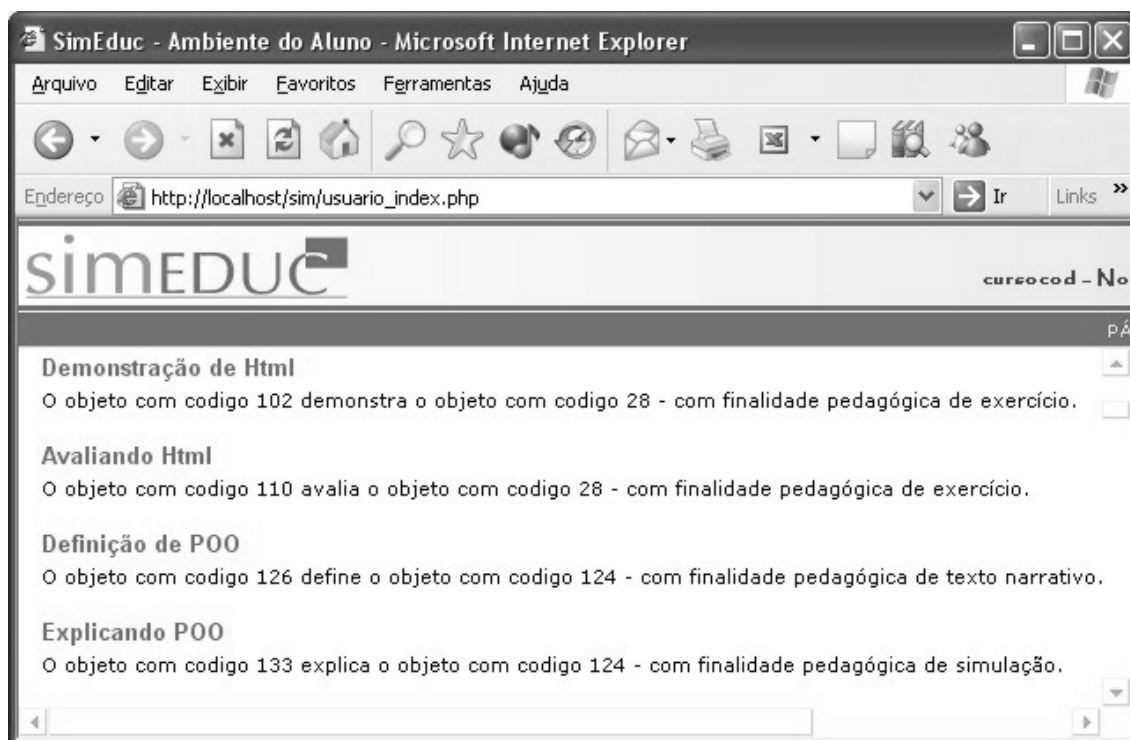 SimEduc - Ambiente do Aluno - Microsoft Internet Explorer
Arquivo Editar Exibir Favoritos Ferramentas Ajuda
Endereço http://localhost/sim/usuario_index.php Ir Links »
simEDUC
cursocod - No
PÁ
Demonstração de Html
O objeto com codigo 102 demonstra o objeto com codigo 28 - com finalidade pedagógica de exercício.
Avaliando Html
O objeto com codigo 110 avalia o objeto com codigo 28 - com finalidade pedagógica de exercício.
Definição de POO
O objeto com codigo 126 define o objeto com codigo 124 - com finalidade pedagógica de texto narrativo.
Explicando POO
O objeto com codigo 133 explica o objeto com codigo 124 - com finalidade pedagógica de simulação.